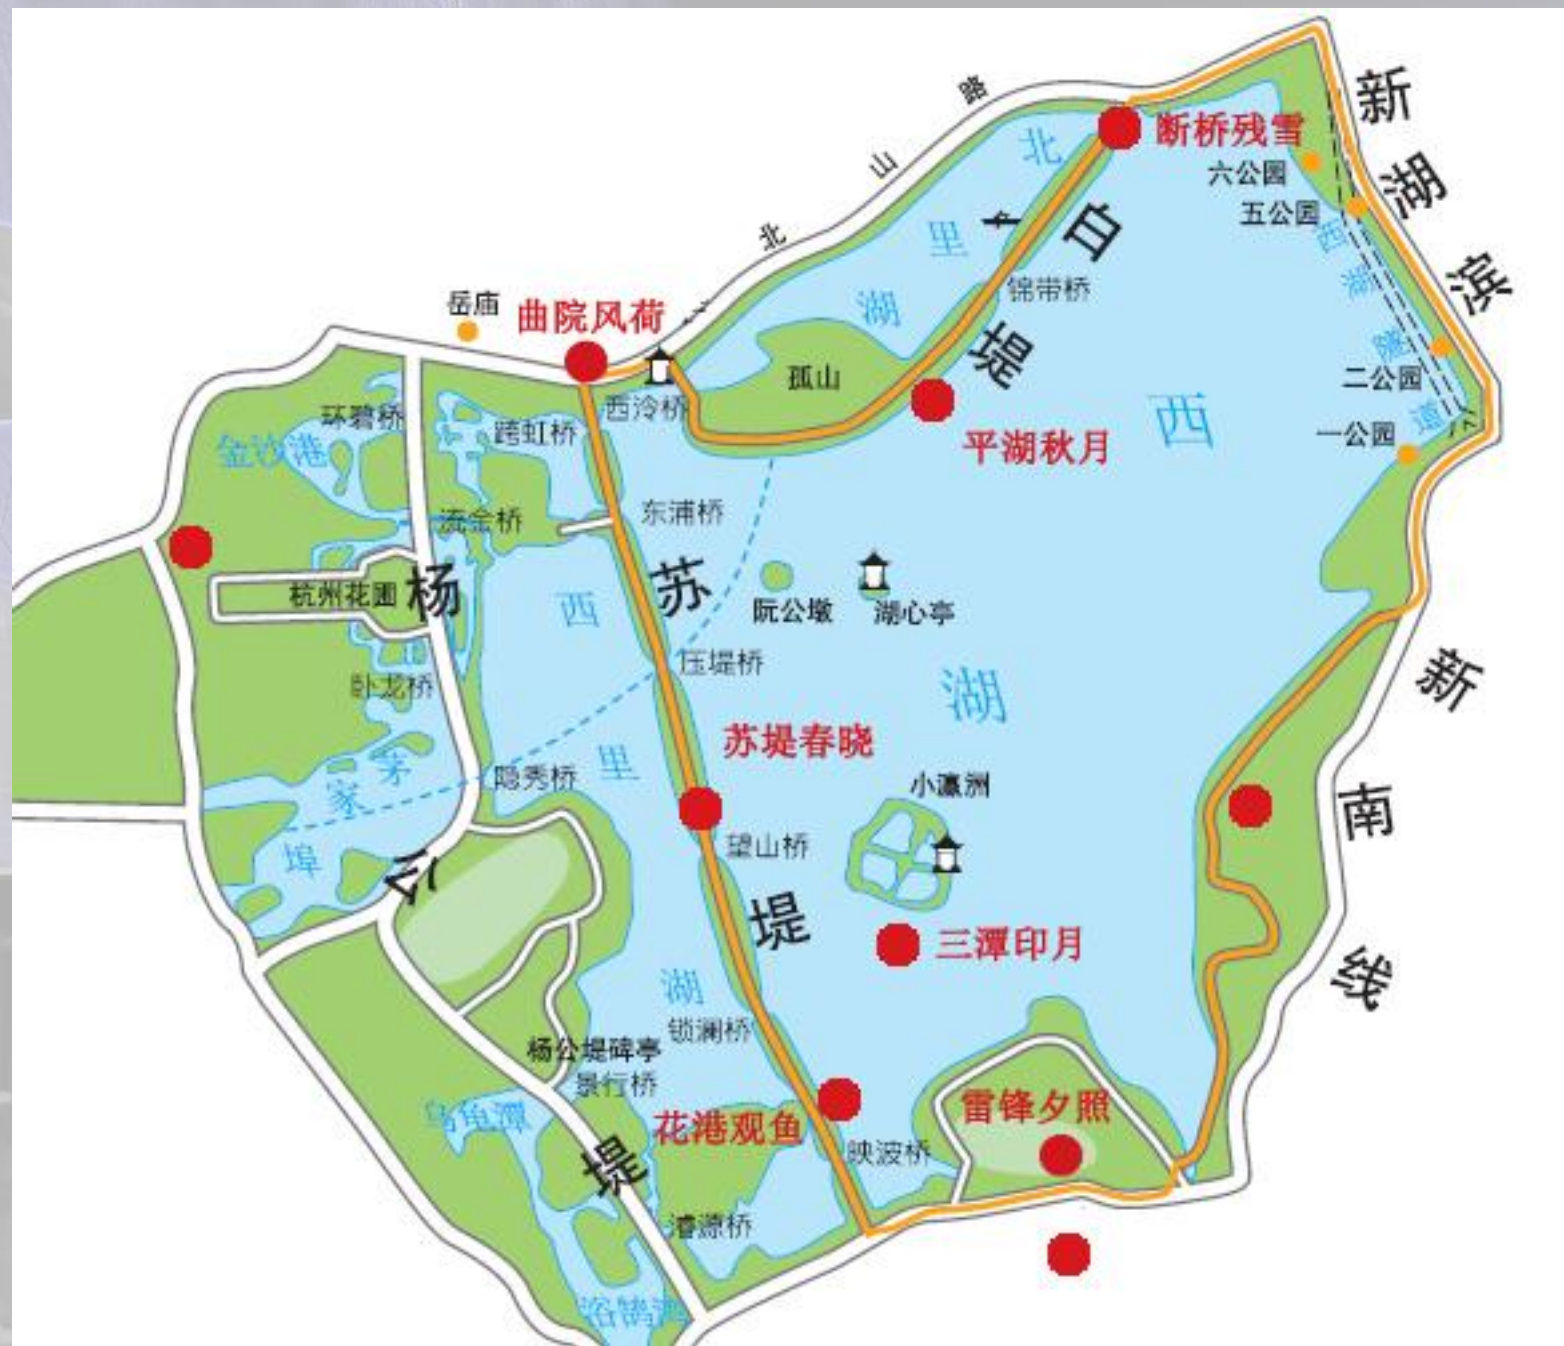 新湖滨
北山路
断桥残雪
六公园
五公园
北里湖
白堤
锦带桥
岳庙
曲院风荷
孤山
西泠桥
平湖秋月
二公园
一公园
西湖
环碧桥
金沙港
跨虹桥
流金桥
东浦桥
杭州花圃
杨公堤
苏堤
西里湖
阮公墩
湖心亭
压堤桥
卧龙桥
苏堤春晓
隐秀桥
茅家埠
小瀛洲
望山桥
新南线
三潭印月
锁澜桥
杨公堤碑亭
景行桥
乌龟潭
花港观鱼
雷锋夕照
映波桥
濬源桥
浴鹄湾